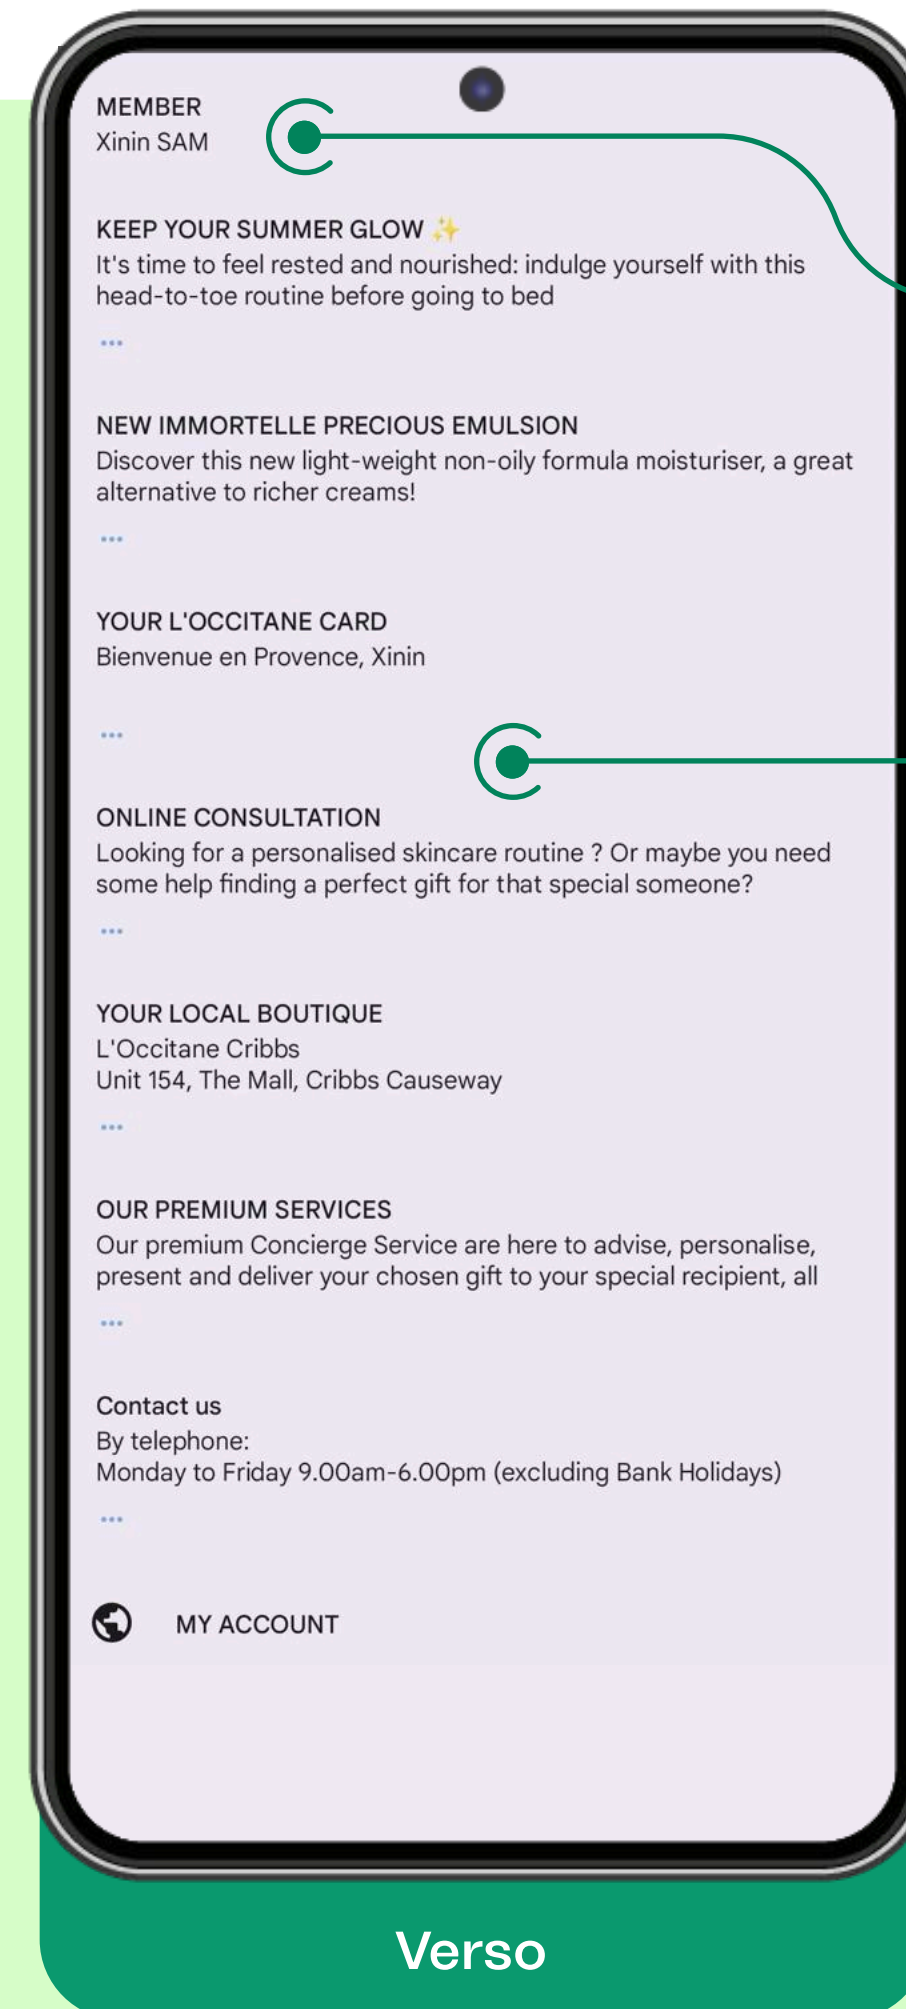 MEMBER
Xinin SAM
KEEP YOUR SUMMER GLOW ✨
It's time to feel rested and nourished: indulge yourself with this
head-to-toe routine before going to bed
...
NEW IMMORTELLE PRECIOUS EMULSION
Discover this new light-weight non-oily formula moisturiser, a great
alternative to richer creams!
...
YOUR L'OCCITANE CARD
Bienvenue en Provence, Xinin
...
ONLINE CONSULTATION
Looking for a personalised skincare routine ? Or maybe you need
some help finding a perfect gift for that special someone?
...
YOUR LOCAL BOUTIQUE
L'Occitane Cribbs
Unit 154, The Mall, Cribbs Causeway
...
OUR PREMIUM SERVICES
Our premium Concierge Service are here to advise, personalise,
present and deliver your chosen gift to your special recipient, all
...
Contact us
By telephone:
Monday to Friday 9.00am-6.00pm (excluding Bank Holidays)
...
MY ACCOUNT
Verso